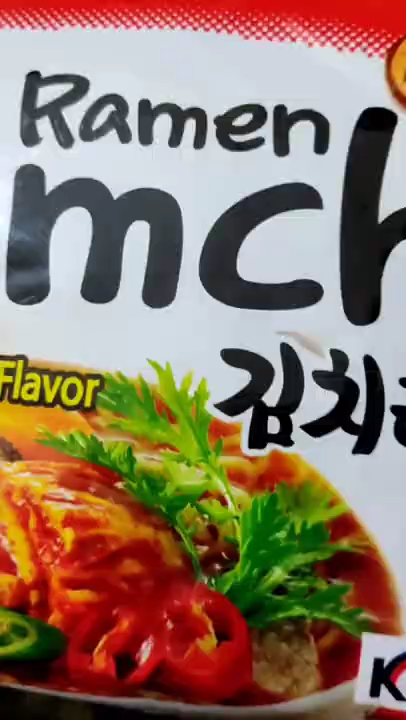 Ramen
mch
Flavor
김치
K